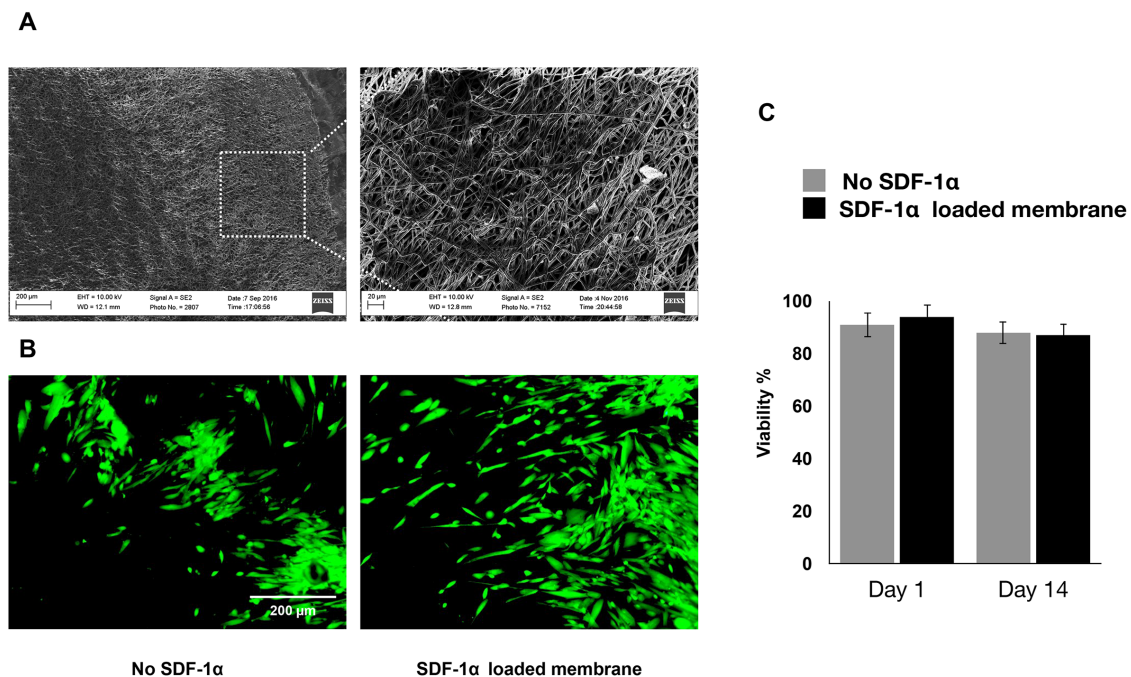 A
200 µm
EHT = 10.00 kV
WD = 12.1 mm
Signal A = SE2
Photo No. = 2807
Date :7 Sep 2016
Time :17:06:56
ZEISS
20 µm
EHT = 10.00 kV
WD = 12.8 mm
Signal A = SE2
Photo No. = 7152
Date :4 Nov 2016
Time :20:44:58
ZEISS
B
200 µm
No SDF-1α
SDF-1α loaded membrane
C
No SDF-1α
SDF-1α loaded membrane
Viability %
100
80
60
40
20
0
Day 1
Day 14